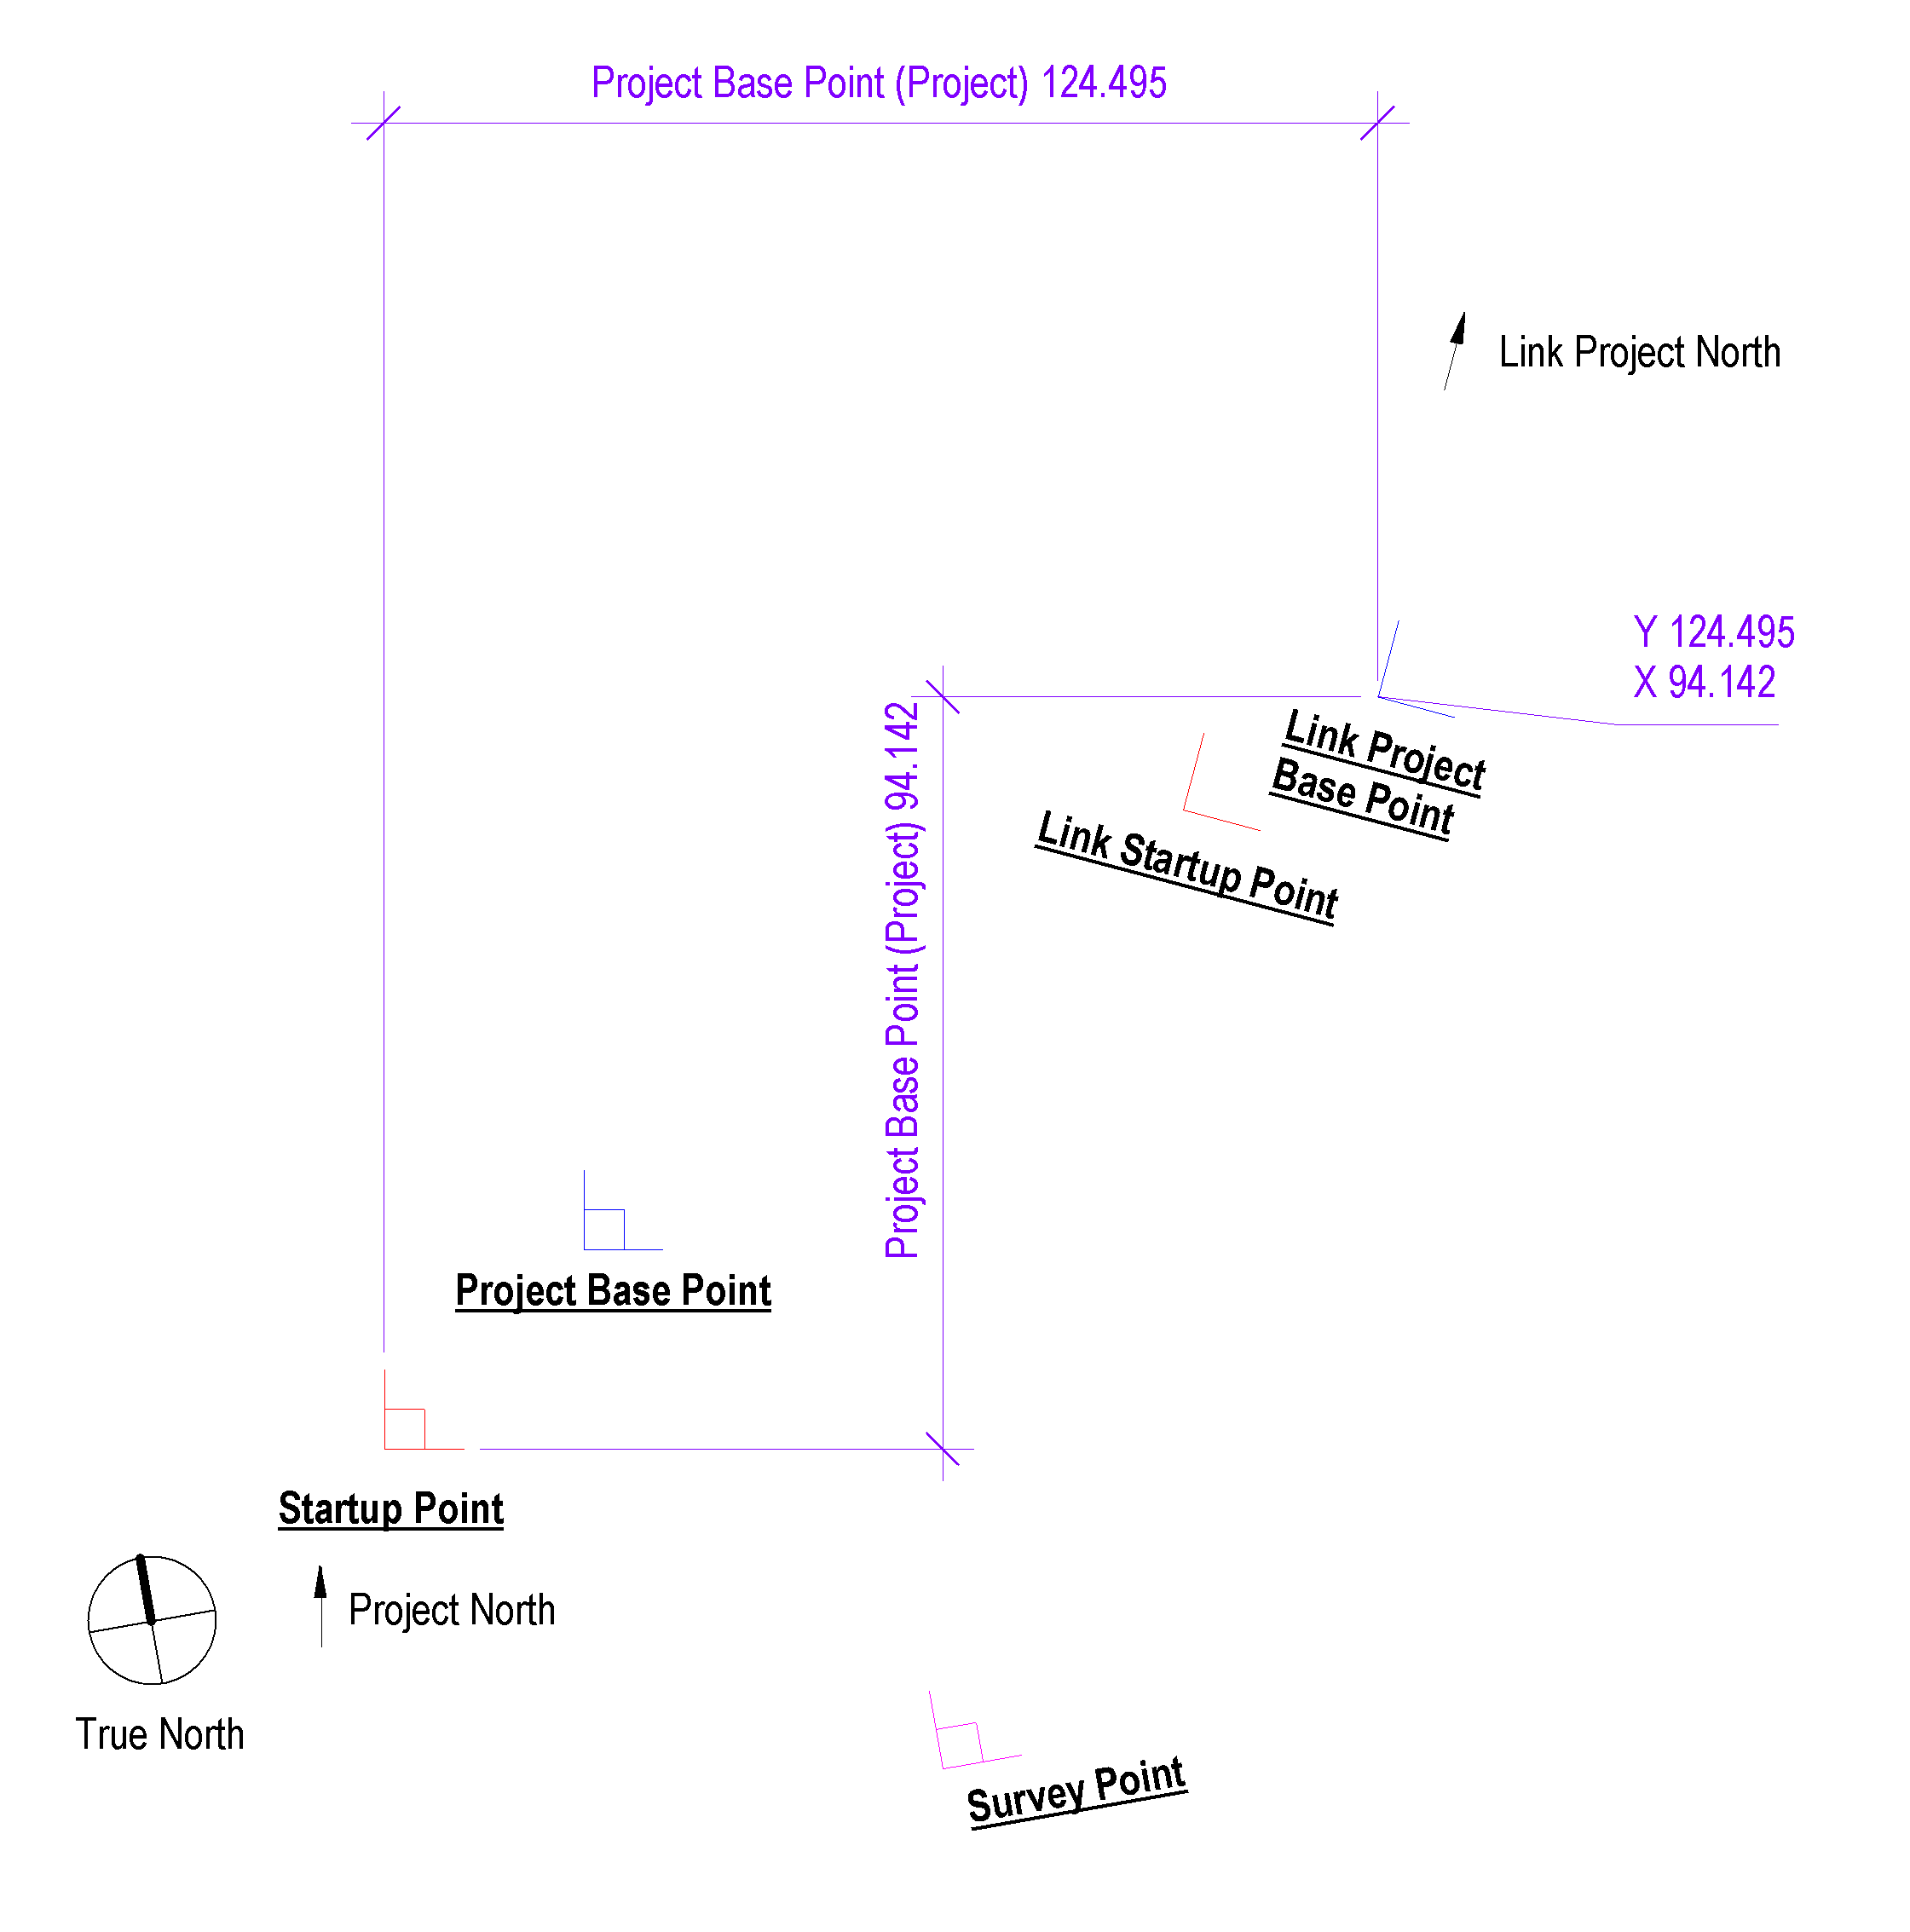 Project Base Point (Project) 124.495
Link Project North
Y 124.495
X 94.142
Link Project
Base Point
Link Startup Point
Project Base Point (Project) 94.142
Project Base Point
Startup Point
Project North
True North
Survey Point